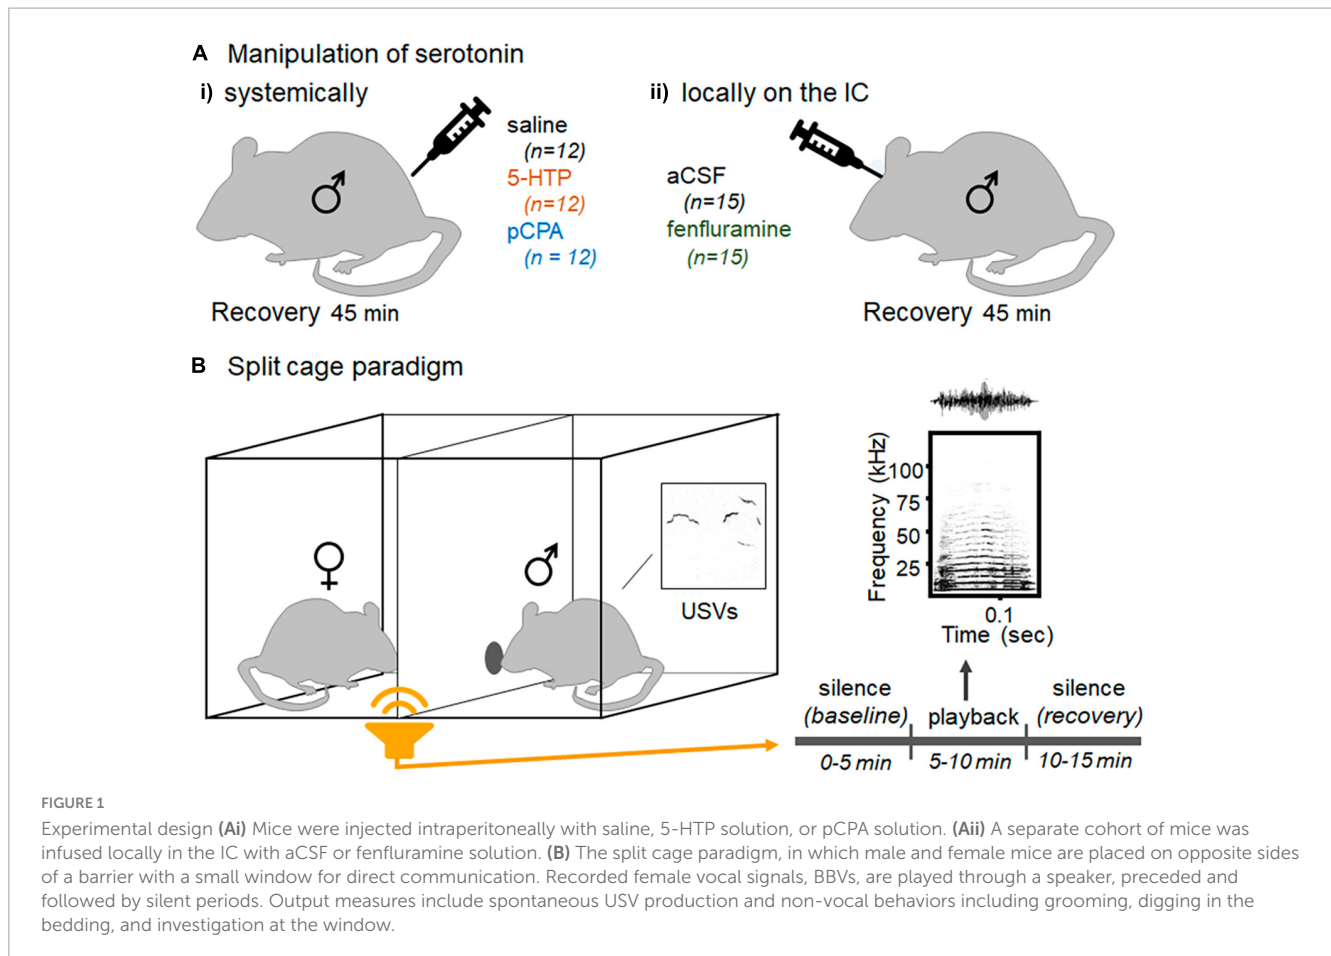 A Manipulation of serotonin
i) systemically
saline
(n=12)
5-HTP
(n=12)
pCPA
(n = 12)
Recovery 45 min
ii) locally on the IC
aCSF
(n=15)
fenfluramine
(n=15)
Recovery 45 min
B Split cage paradigm
♀
♂
USVs
Frequency (kHz)
100
75
50
25
0.1
Time (sec)
silence
(baseline)
playback
silence
(recovery)
0-5 min
5-10 min
10-15 min
FIGURE 1
Experimental design (Ai) Mice were injected intraperitoneally with saline, 5-HTP solution, or pCPA solution. (Aii) A separate cohort of mice was
infused locally in the IC with aCSF or fenfluramine solution. (B) The split cage paradigm, in which male and female mice are placed on opposite sides
of a barrier with a small window for direct communication. Recorded female vocal signals, BBVs, are played through a speaker, preceded and
followed by silent periods. Output measures include spontaneous USV production and non-vocal behaviors including grooming, digging in the
bedding, and investigation at the window.